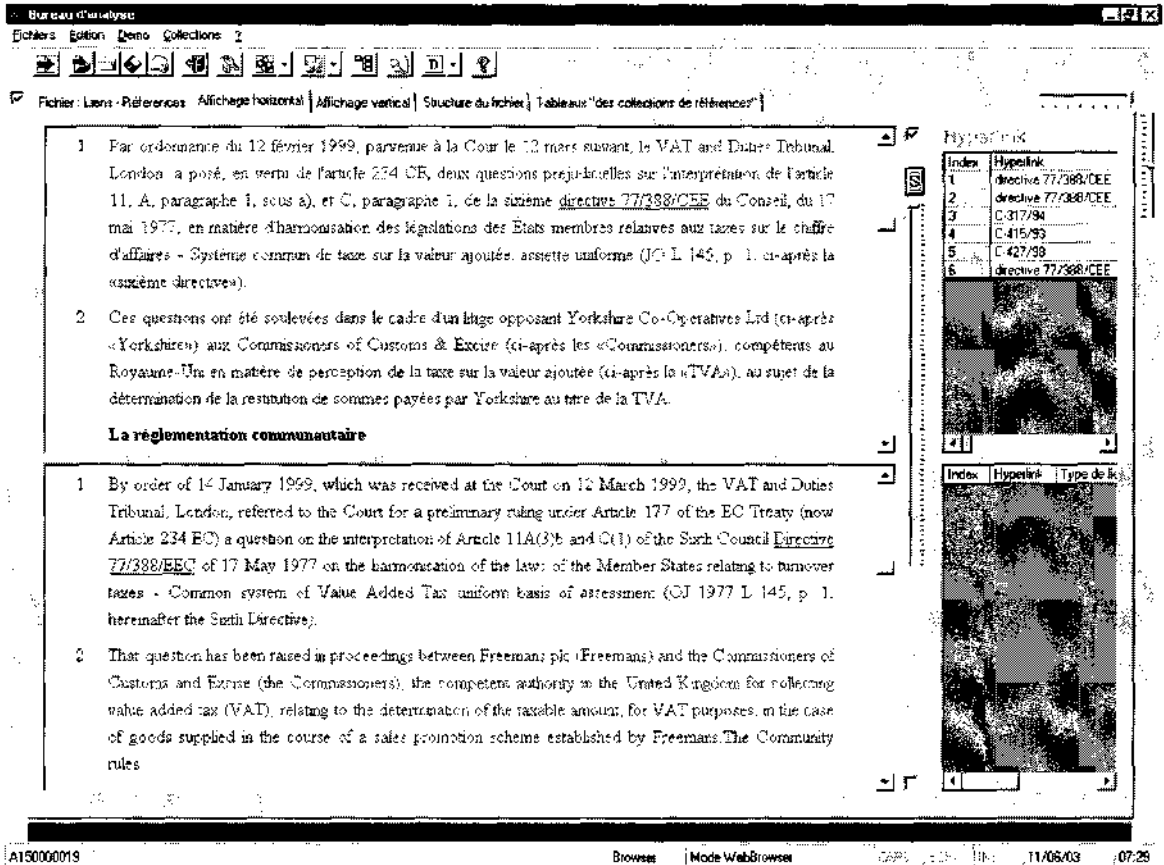 Bureau d'analyse
Fichiers Edition Demo Collections ?
Fichier : Liens - Réferences Affichage horizontal Affichage vertical Structure du fichier Tableaux "des collections de références"
1 Par ordonnance du 12 février 1999, parvenue à la Cour le 12 mars suivant, le VAT and Duties Tribunal,
London a posé, en vertu de l'article 234 CE, deux questions préjudicielles sur l'interprétation de l'article
11, A, paragraphe 1, sous a), et C, paragraphe 1, de la sixième directive 77/388/CEE du Conseil, du 17
mai 1977, en matière d'harmonisation des législations des États membres relatives aux taxes sur le chiffre
d'affaires - Système commun de taxe sur la valeur ajoutée: assiette uniforme (JO L 145, p. 1, ci-après la
«sixième directive»).
2 Ces questions ont été soulevées dans le cadre d'un litige opposant Yorkshire Co-Operatives Ltd (ci-après
«Yorkshire») aux Commissioners of Customs & Excise (ci-après les «Commissioners»), compétents au
Royaume-Uni en matière de perception de la taxe sur la valeur ajoutée (ci-après la «TVA»), au sujet de la
détermination de la restitution de sommes payées par Yorkshire au titre de la TVA.
La réglementation communautaire
Hyperlink
Index Hyperlink
1 directive 77/388/CEE
2 directive 77/388/CEE
3 C-317/94
4 C-415/93
5 C-427/98
6 directive 77/388/CEE
1 By order of 14 January 1999, which was received at the Court on 12 March 1999, the VAT and Duties
Tribunal, London, referred to the Court for a preliminary ruling under Article 177 of the EC Treaty (now
Article 234 EC) a question on the interpretation of Article 11A(3)b and C(1) of the Sixth Council Directive
77/388/EEC of 17 May 1977 on the harmonisation of the laws of the Member States relating to turnover
taxes - Common system of Value Added Tax uniform basis of assessment (OJ 1977 L 145, p. 1,
hereinafter the Sixth Directive).
2 That question has been raised in proceedings between Freemans plc (Freemans) and the Commissioners of
Customs and Excise (the Commissioners), the competent authority in the United Kingdom for collecting
value added tax (VAT), relating to the determination of the taxable amount, for VAT purposes, in the case
of goods supplied in the course of a sales promotion scheme established by Freemans.The Community
rules
Index Hyperlink Type de lie
A150000019 Browser Mode WebBrowser 11/06/03 07:29